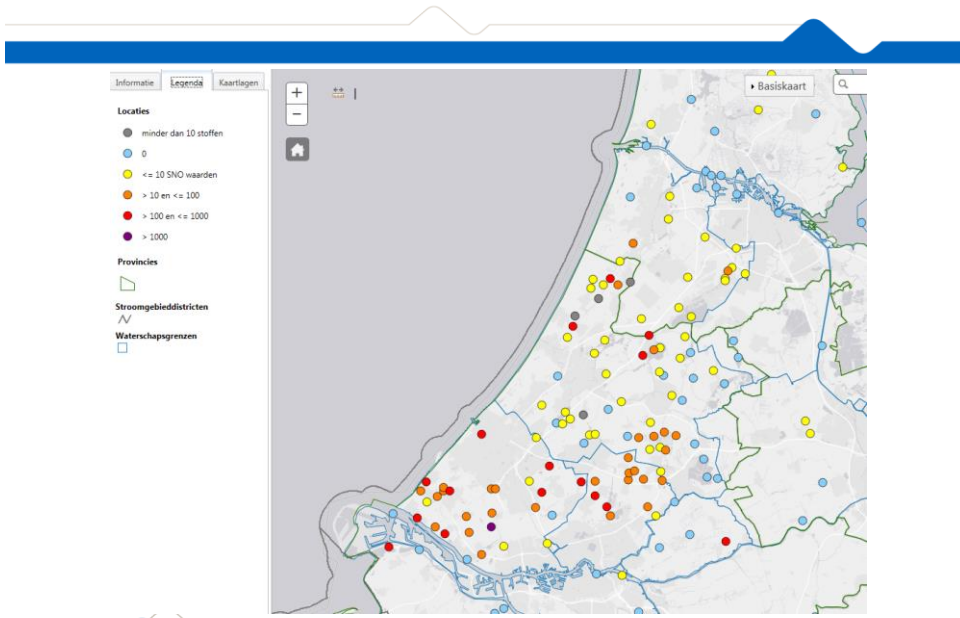 Informatie Legenda Kaartlagen
Basiskaart
Locaties
minder dan 10 stoffen
0
<= 10 SNO waarden
> 10 en <= 100
> 100 en <= 1000
> 1000
Provincies
Stroomgebieddistricten
Waterschapsgrenzen